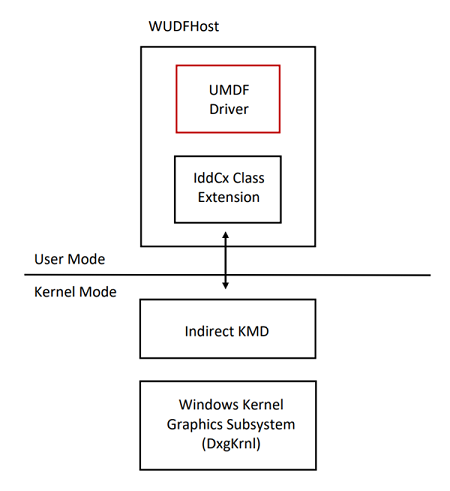 WUDFHost
UMDF
Driver
IddCx Class
Extension
User Mode
Kernel Mode
Indirect KMD
Windows Kernel
Graphics Subsystem
(DxgKrnl)